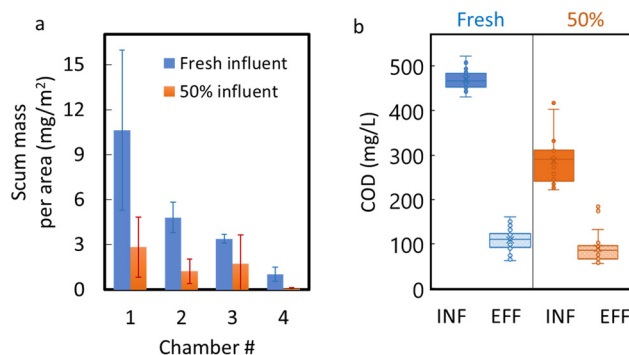 a
Scum mass
per area (mg/m²)
15
12
9
6
3
0
Fresh influent
50% influent
1 2 3 4
Chamber #
b
Fresh 50%
COD (mg/L)
500
400
300
200
100
0
INF EFF INF EFF